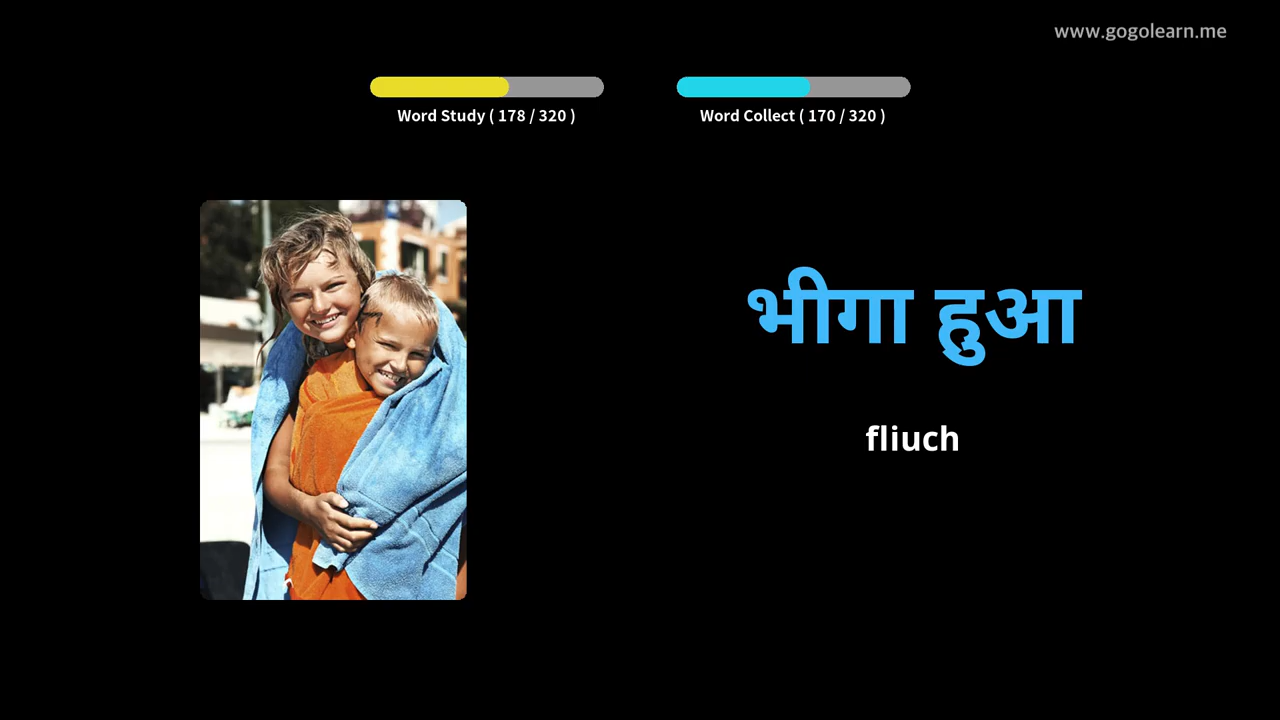 www.gogolearn.me
Word Study ( 178 / 320 )
Word Collect ( 170 / 320 )
भीगा हुआ
fliuch